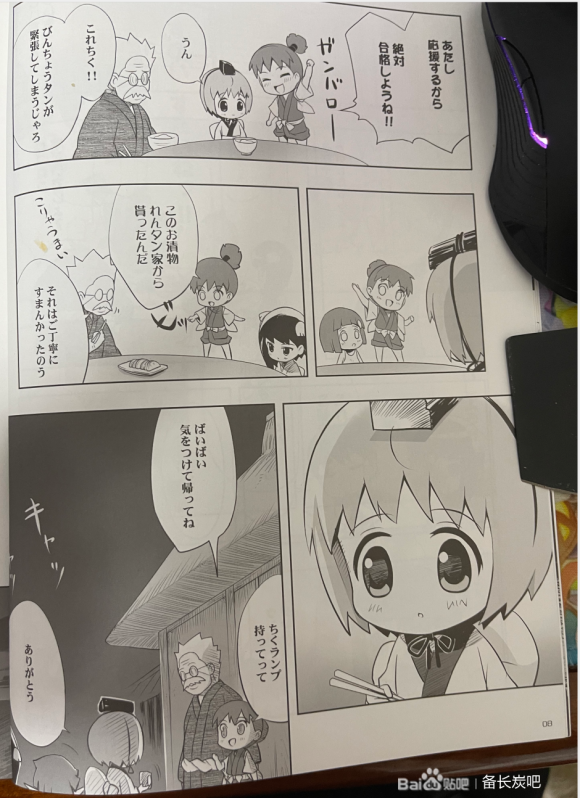 あたし
応援するから
絶対
合格しようね!!
ガンバロー
うん
これちく!!
びんちょうタンが
緊張してしまうじゃろ
このお漬物
れんタン家から
貰ったんだ
ビッ
こりゃうまい
それはご丁寧に
すまんかったのう
ばいばい
気をつけて帰ってね
ちくランプ
持ってって
キャッ
ありがとう
08
Bai 贴吧 | 备长炭吧